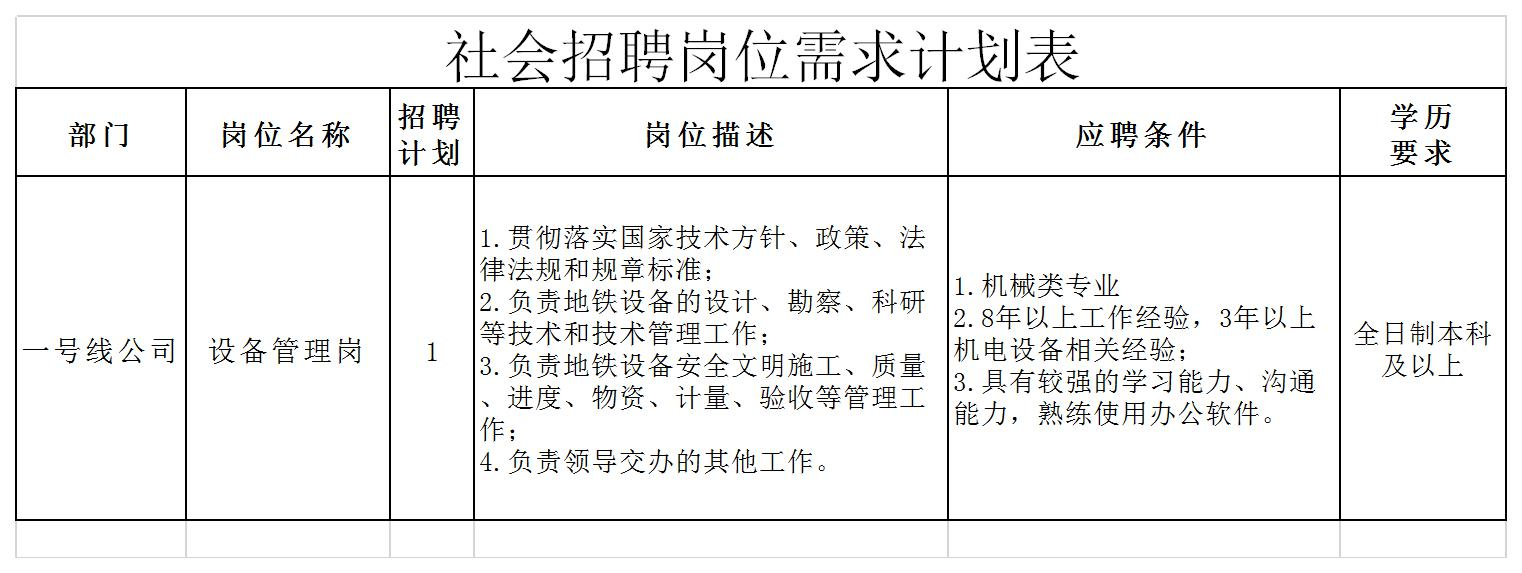 社会招聘岗位需求计划表
部门
岗位名称
招聘
计划
岗位描述
应聘条件
学历
要求
一号线公司
设备管理岗
1
1.贯彻落实国家技术方针、政策、法
律法规和规章标准；
2.负责地铁设备的设计、勘察、科研
等技术和技术管理工作；
3.负责地铁设备安全文明施工、质量
、进度、物资、计量、验收等管理工
作；
4.负责领导交办的其他工作。
1.机械类专业
2.8年以上工作经验，3年以上
机电设备相关经验；
3.具有较强的学习能力、沟通
能力，熟练使用办公软件。
全日制本科
及以上